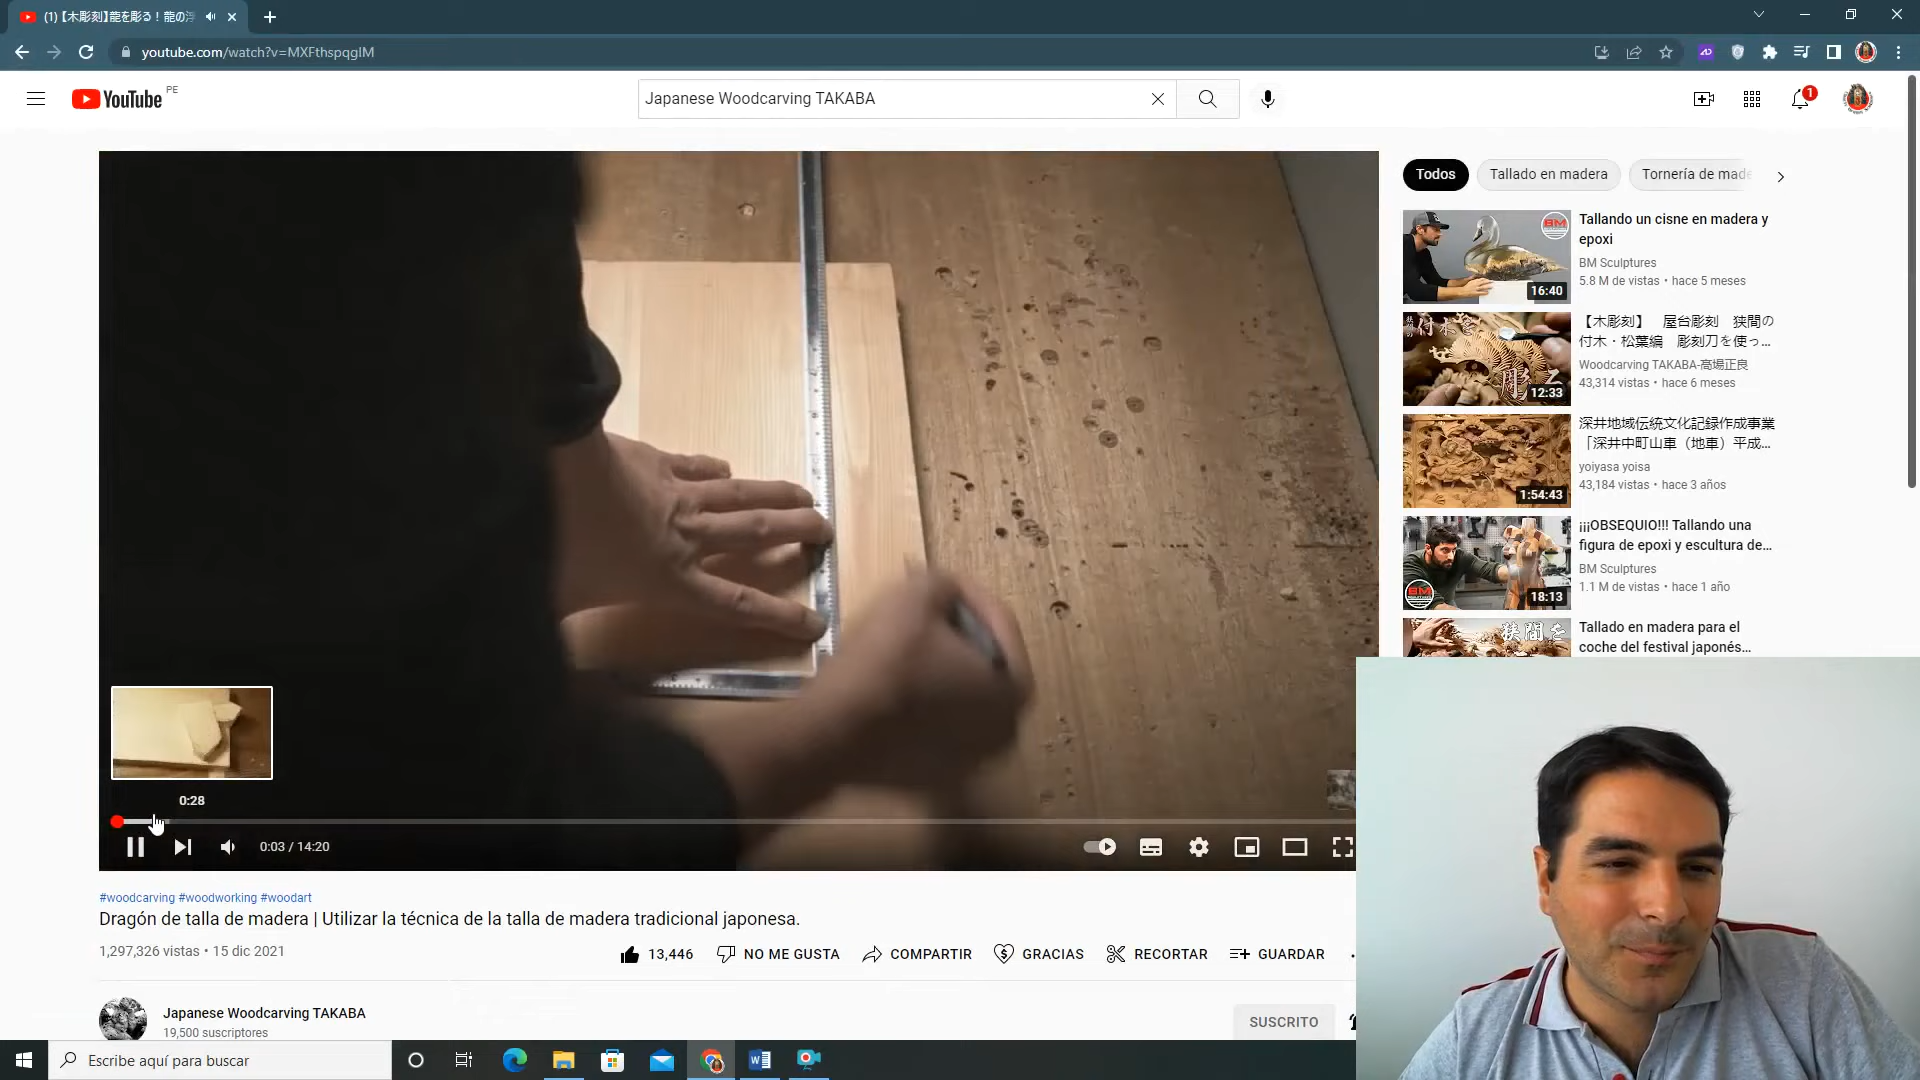 (1)【木彫刻】龍を彫る！龍の
youtube.com/watch?v=MXFthspqglM
YouTube PE
Japanese Woodcarving TAKABA
1
Todos
Tallado en madera
Tornería de made
Tallando un cisne en madera y
epoxi
BM Sculptures
5.8 M de vistas • hace 5 meses
16:40
【木彫刻】 屋台彫刻 狭間の
付木・松葉編 彫刻刀を使っ...
Woodcarving TAKABA-高場正良
43,314 vistas • hace 6 meses
12:33
深井地域伝統文化記録作成事業
「深井中町山車（地車）平成...
yoiyasa yoisa
43,184 vistas • hace 3 años
1:54:43
¡¡¡OBSEQUIO!!! Tallando una
figura de epoxi y escultura de...
BM Sculptures
1.1 M de vistas • hace 1 año
18:13
Tallado en madera para el
coche del festival japonés...
狭間を
0:28
0:03 / 14:20
#woodcarving #woodworking #woodart
Dragón de talla de madera | Utilizar la técnica de la talla de madera tradicional japonesa.
1,297,326 vistas • 15 dic 2021
13,446
NO ME GUSTA
COMPARTIR
GRACIAS
RECORTAR
GUARDAR
Japanese Woodcarving TAKABA
19,500 suscriptores
SUSCRITO
Escribe aquí para buscar